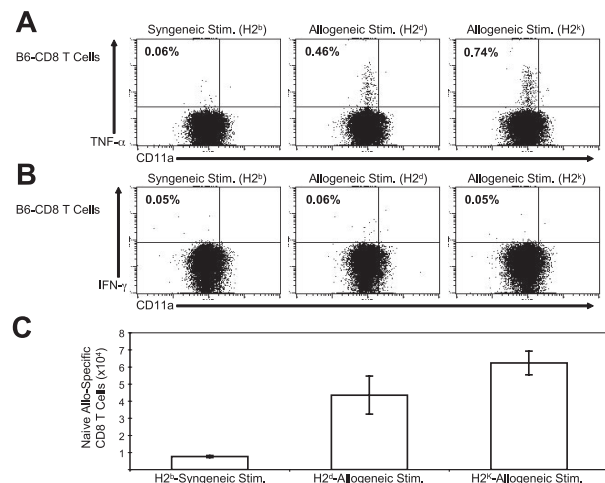 A
Syngeneic Stim. (H2ᵇ) Allogeneic Stim. (H2ᵈ) Allogeneic Stim. (H2ᵏ)
B6-CD8 T Cells
0.06% 0.46% 0.74%
TNF-α
CD11a
B
Syngeneic Stim. (H2ᵇ) Allogeneic Stim. (H2ᵈ) Allogeneic Stim. (H2ᵏ)
B6-CD8 T Cells
0.05% 0.06% 0.05%
IFN-γ
CD11a
C
Naive Allo-Specific
CD8 T Cells (x10⁴)
8
7
6
5
4
3
2
1
H2ᵇ-Syngeneic Stim. H2ᵈ-Allogeneic Stim. H2ᴷ-Allogeneic Stim.